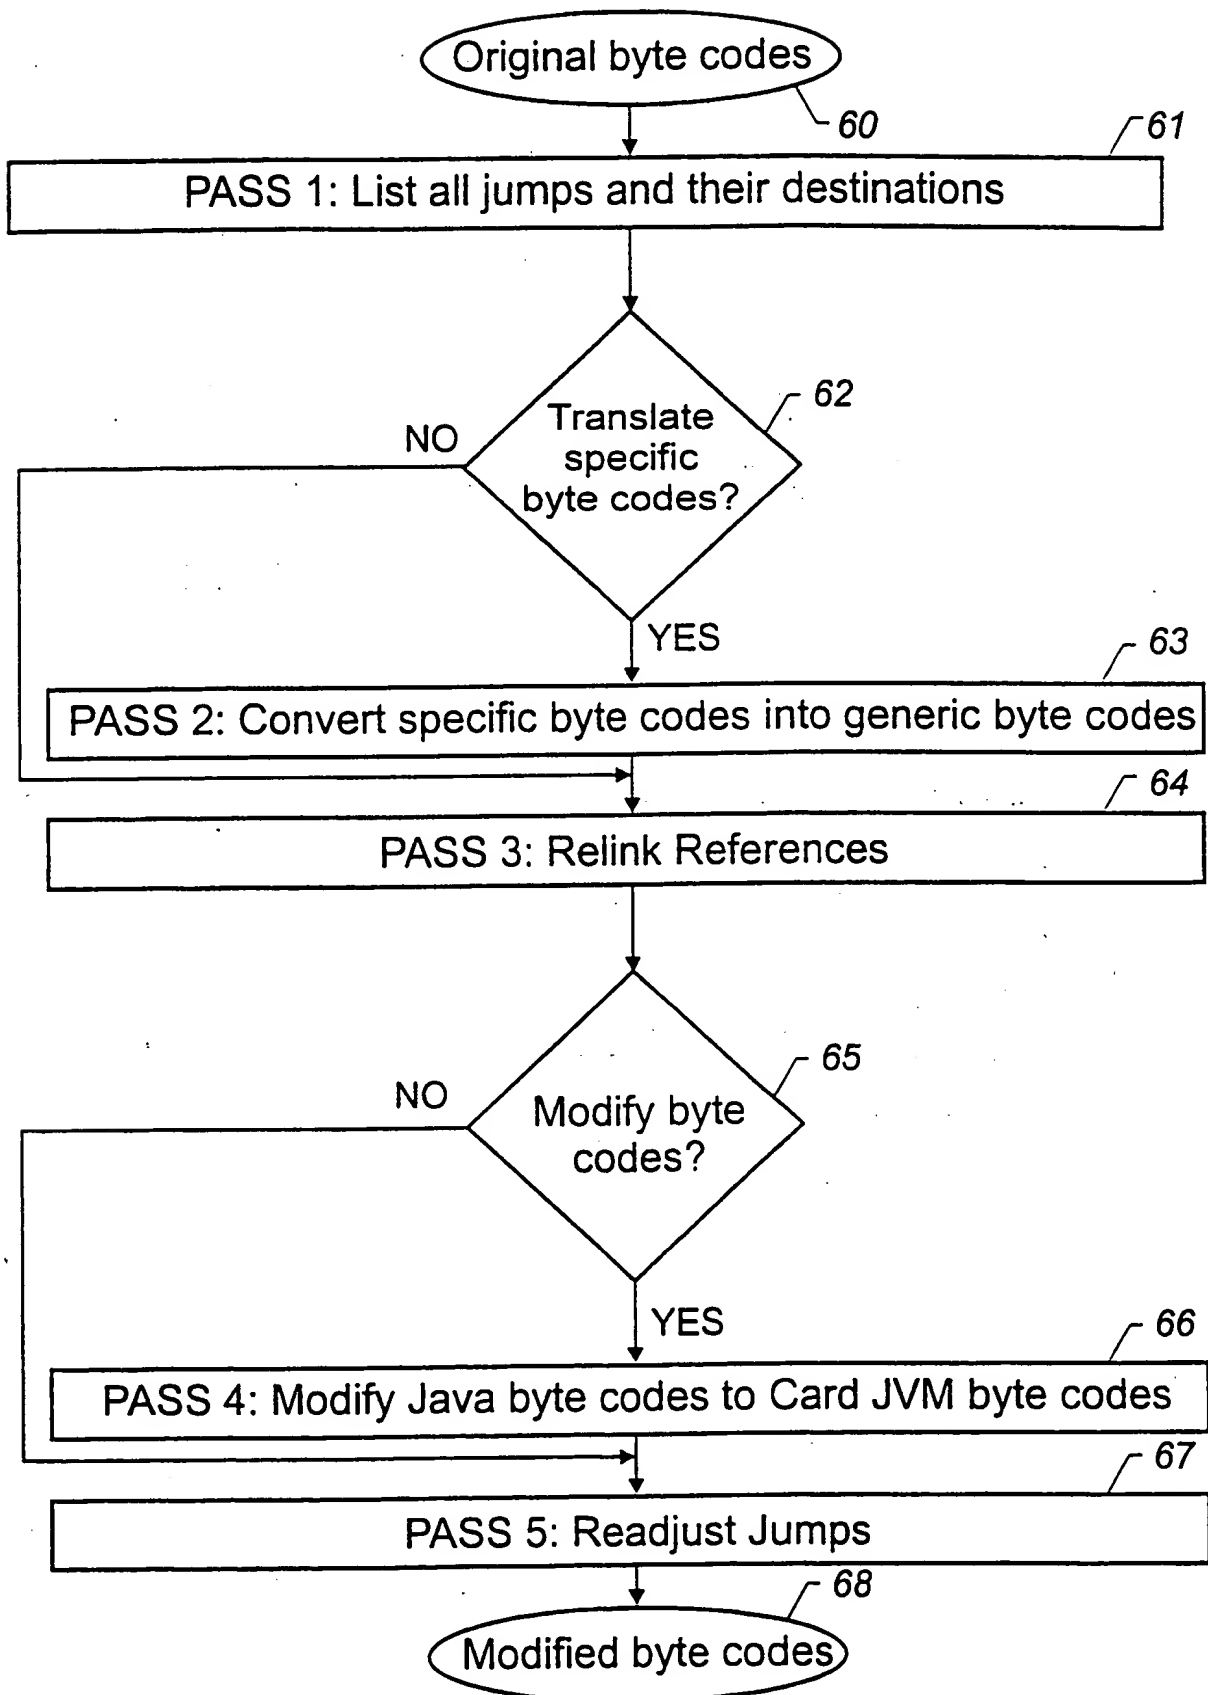 Original byte codes
60
61
PASS 1: List all jumps and their destinations
62
Translate
specific
byte codes?
NO
YES
63
PASS 2: Convert specific byte codes into generic byte codes
64
PASS 3: Relink References
65
NO
Modify byte
codes?
YES
66
PASS 4: Modify Java byte codes to Card JVM byte codes
67
PASS 5: Readjust Jumps
68
Modified byte codes